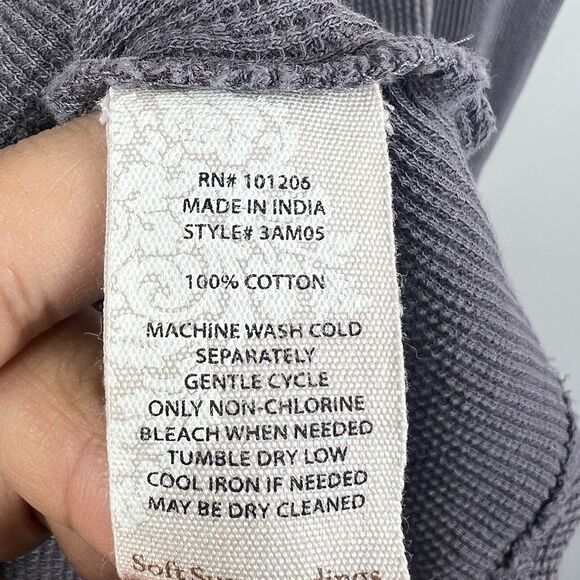 RN# 101206
MADE IN INDIA
STYLE# 3AM05
100% COTTON
MACHINE WASH COLD
SEPARATELY
GENTLE CYCLE
ONLY NON-CHLORINE
BLEACH WHEN NEEDED
TUMBLE DRY LOW
COOL IRON IF NEEDED
MAY BE DRY CLEANED
Soft